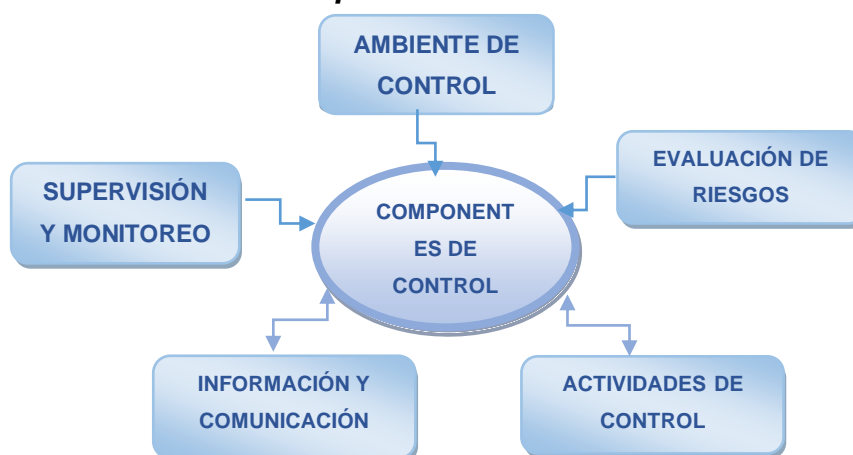 AMBIENTE DE
CONTROL
EVALUACIÓN DE
RIESGOS
SUPERVISIÓN
Y MONITOREO
COMPONENT
ES DE
CONTROL
INFORMACIÓN Y
COMUNICACIÓN
ACTIVIDADES DE
CONTROL